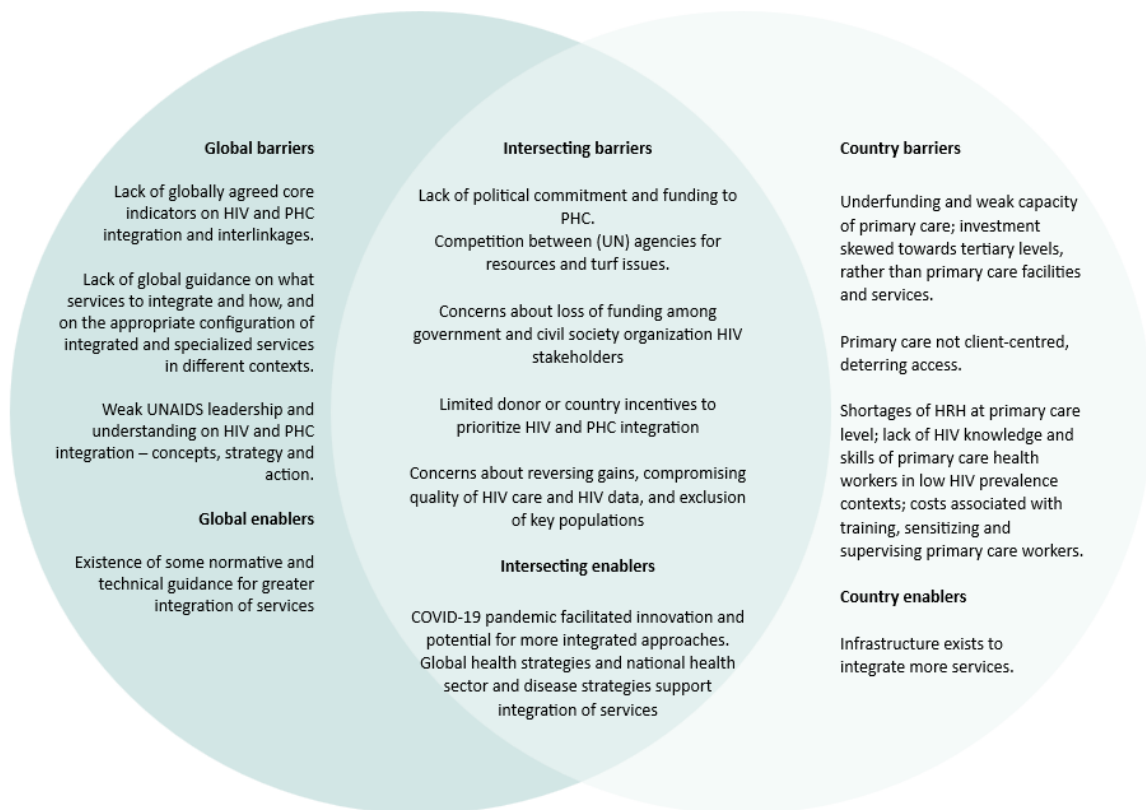 Global barriers
Lack of globally agreed core
indicators on HIV and PHC
integration and interlinkages.
Lack of global guidance on what
services to integrate and how, and
on the appropriate configuration of
integrated and specialized services
in different contexts.
Weak UNAIDS leadership and
understanding on HIV and PHC
integration – concepts, strategy and
action.
Global enablers
Existence of some normative and
technical guidance for greater
integration of services
Intersecting barriers
Lack of political commitment and funding to
PHC.
Competition between (UN) agencies for
resources and turf issues.
Concerns about loss of funding among
government and civil society organization HIV
stakeholders
Limited donor or country incentives to
prioritize HIV and PHC integration
Concerns about reversing gains, compromising
quality of HIV care and HIV data, and exclusion
of key populations
Intersecting enablers
COVID-19 pandemic facilitated innovation and
potential for more integrated approaches.
Global health strategies and national health
sector and disease strategies support
integration of services
Country barriers
Underfunding and weak capacity
of primary care; investment
skewed towards tertiary levels,
rather than primary care facilities
and services.
Primary care not client-centred,
deterring access.
Shortages of HRH at primary care
level; lack of HIV knowledge and
skills of primary care health
workers in low HIV prevalence
contexts; costs associated with
training, sensitizing and
supervising primary care workers.
Country enablers
Infrastructure exists to
integrate more services.